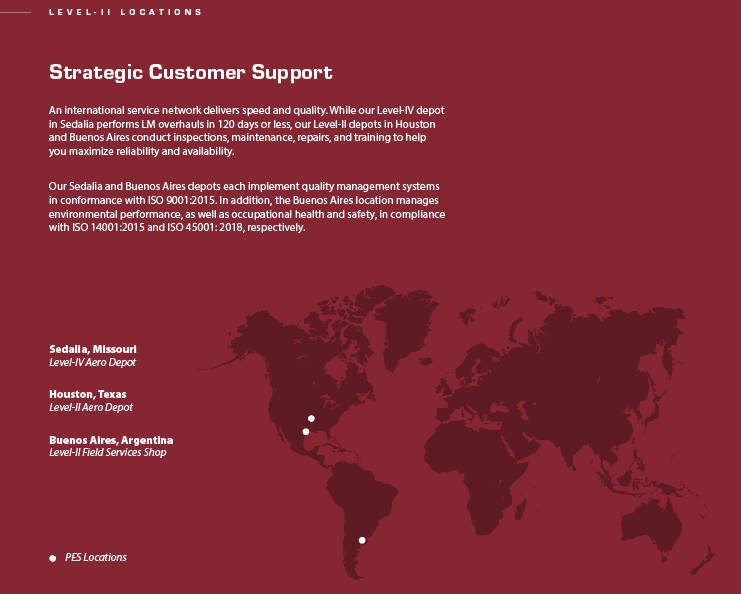 LEVEL-II LOCATIONS
Strategic Customer Support
An international service network delivers speed and quality. While our Level-IV depot
in Sedalia performs LM overhauls in 120 days or less, our Level-II depots in Houston
and Buenos Aires conduct inspections, maintenance, repairs, and training to help
you maximize reliability and availability.
Our Sedalia and Buenos Aires depots each implement quality management systems
in conformance with ISO 9001:2015. In addition, the Buenos Aires location manages
environmental performance, as well as occupational health and safety, in compliance
with ISO 14001:2015 and ISO 45001: 2018, respectively.
Sedalia, Missouri
Level-IV Aero Depot
Houston, Texas
Level-II Aero Depot
Buenos Aires, Argentina
Level-II Field Services Shop
PES Locations